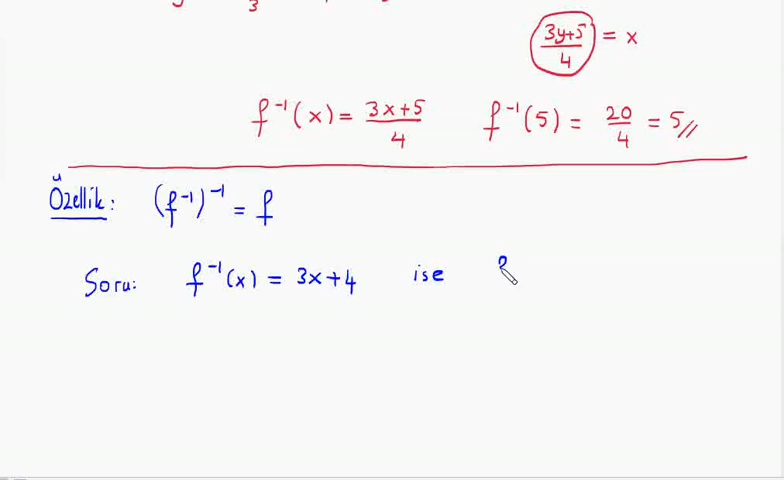 3
(3y+5)/4 = x
f⁻¹(x) = (3x+5)/4   f⁻¹(5) = 20/4 = 5//
Özellik: (f⁻¹)⁻¹ = f
Soru: f⁻¹(x) = 3x+4 ise